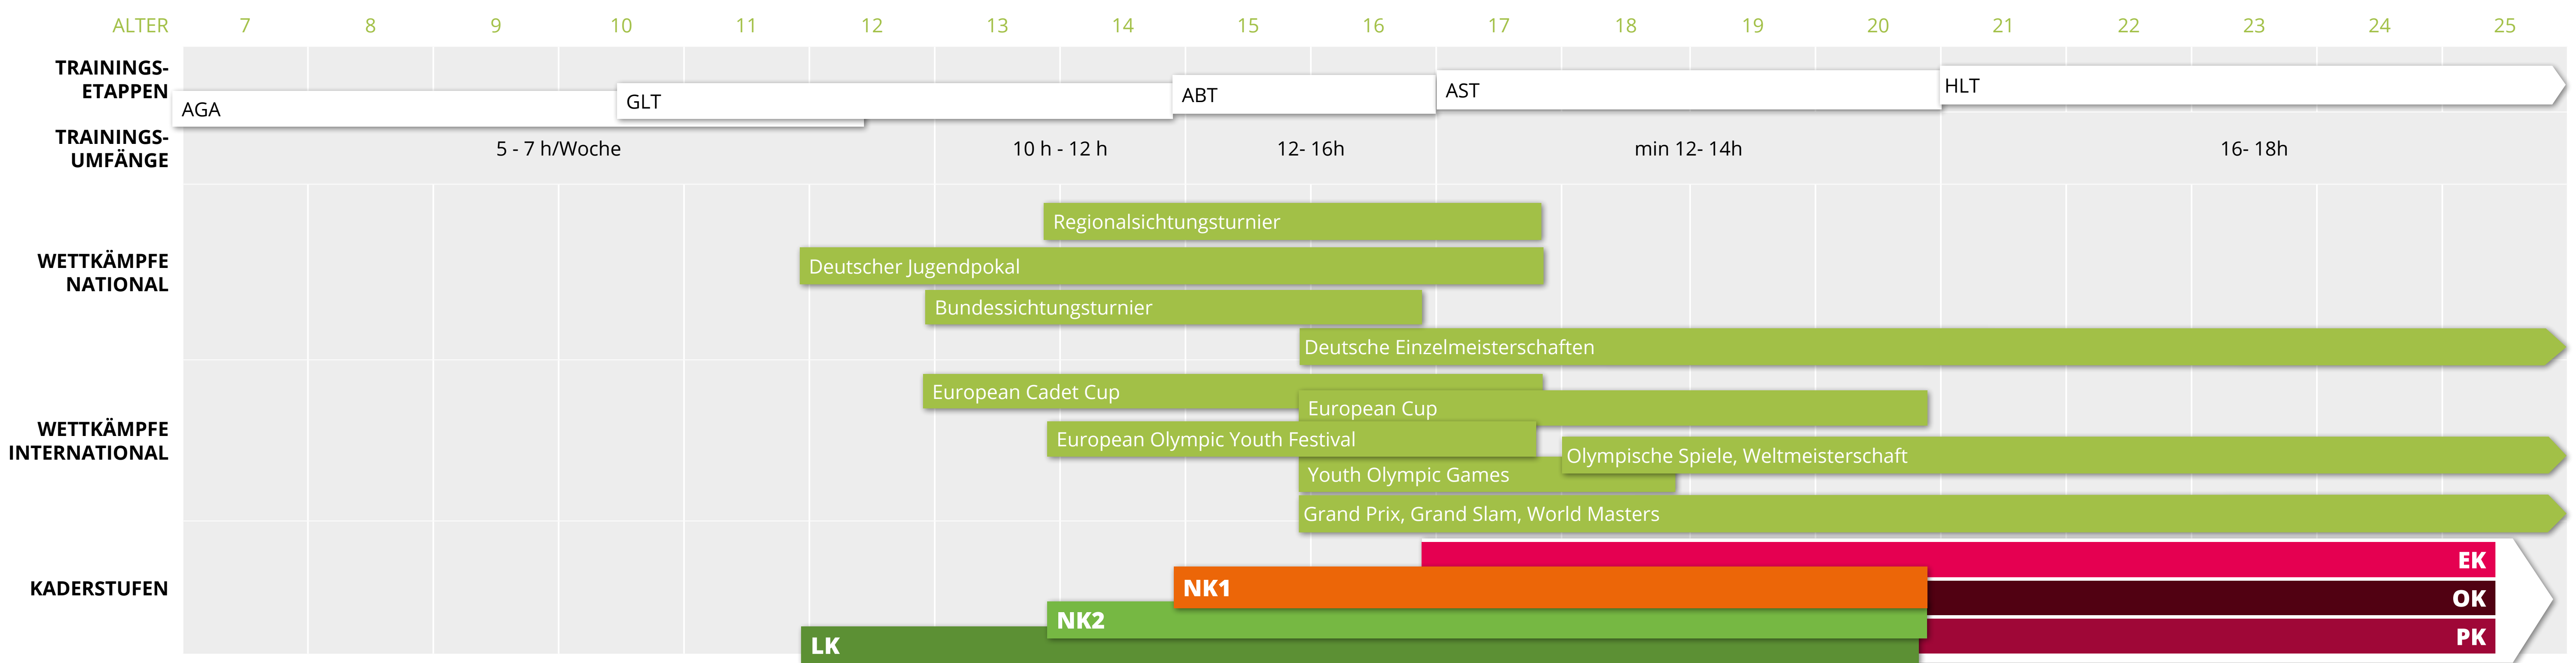 ALTER 7 8 9 10 11 12 13 14 15 16 17 18 19 20 21 22 23 24 25
TRAININGS-
ETAPPEN
AGA
GLT
ABT
AST
HLT
TRAININGS-
UMFÄNGE
5 - 7 h/Woche
10 h - 12 h
12- 16h
min 12- 14h
16- 18h
WETTKÄMPFE
NATIONAL
Regionalsichtungsturnier
Deutscher Jugendpokal
Bundessichtungsturnier
Deutsche Einzelmeisterschaften
WETTKÄMPFE
INTERNATIONAL
European Cadet Cup
European Cup
European Olympic Youth Festival
Olympische Spiele, Weltmeisterschaft
Youth Olympic Games
Grand Prix, Grand Slam, World Masters
KADERSTUFEN
EK
NK1
OK
NK2
PK
LK